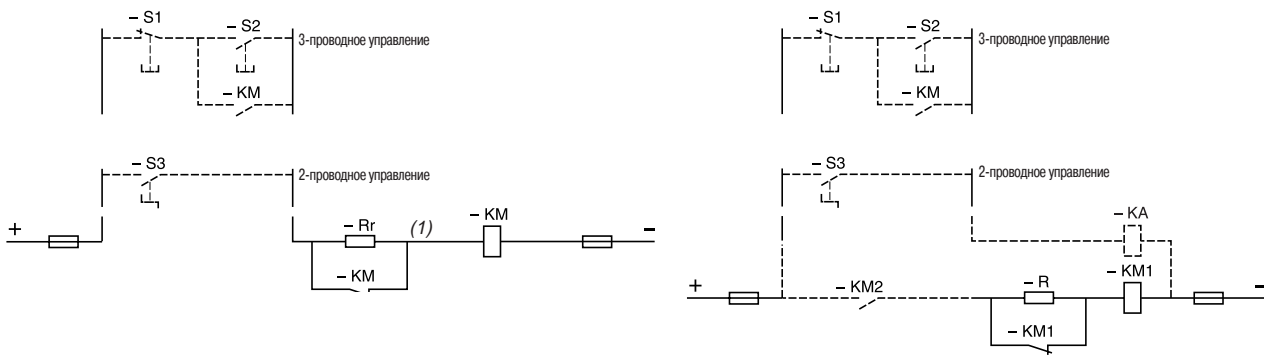 – S1
– S2
3-проводное управление
– KM
– S3
2-проводное управление
+
– Rr
(1)
– KM
–
– KM
– S1
– S2
3-проводное управление
– KM
– S3
2-проводное управление
– KA
+
– KM2
– R
– KM1
–
– KM1